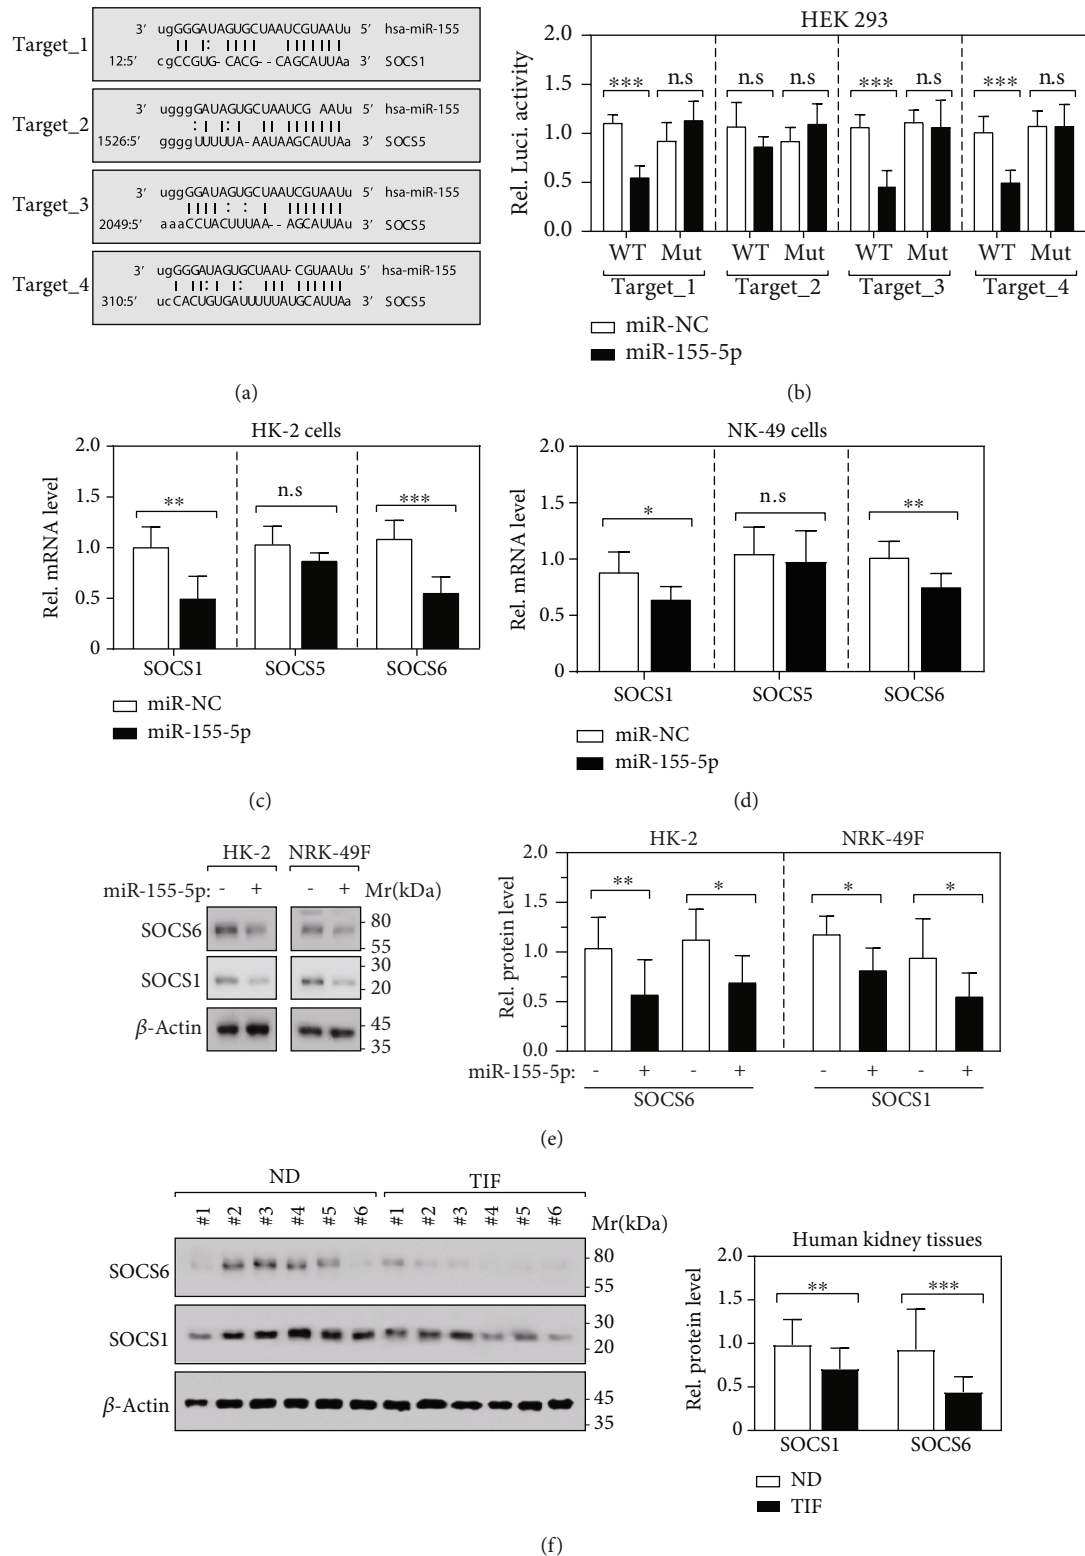 Target_1
3' ugGGGAUAGUGCUAAUCGUAAUu 5' hsa-miR-155
12:5' cgCCGUG-CACG--CAGCAUUAa 3' SOCS1
Target_2
3' ugggGAUAGUGCUAAUCG AAUu 5' hsa-miR-155
1526:5' ggggUUUUUA-AAUAAGCAUUAa 3' SOCS5
Target_3
3' uggGGAUAGUGCUAAUCGUAAUu 5' hsa-miR-155
2049:5' aaaCCUACUUUAA--AGCAUUAu 3' SOCS5
Target_4
3' ugGGGAUAGUGCUAAU-CGUAAUu 5' hsa-miR-155
310:5' ucCACUGUGAUUUUUAUGCAUUAa 3' SOCS5
(a)
HEK 293
Rel. Luci. activity
2.0
1.5
1.0
0.5
0.0
*** n.s n.s n.s *** n.s *** n.s
WT Mut WT Mut WT Mut WT Mut
Target_1 Target_2 Target_3 Target_4
miR-NC
miR-155-5p
(b)
HK-2 cells
Rel. mRNA level
2.0
1.5
1.0
0.5
0
** n.s ***
SOCS1 SOCS5 SOCS6
miR-NC
miR-155-5p
(c)
NK-49 cells
Rel. mRNA level
2.0
1.5
1.0
0.5
0
* n.s **
SOCS1 SOCS5 SOCS6
miR-NC
miR-155-5p
(d)
HK-2 NRK-49F
miR-155-5p: - + - + Mr(kDa)
SOCS6 80
55
SOCS1 30
20
β-Actin 45
35
HK-2 NRK-49F
Rel. protein level
2.0
1.5
1.0
0.5
0.0
** * * *
miR-155-5p: - + - + - + - +
SOCS6 SOCS1
(e)
ND TIF
#1 #2 #3 #4 #5 #6 #1 #2 #3 #4 #5 #6 Mr(kDa)
SOCS6 80
55
SOCS1 30
20
β-Actin 45
35
Human kidney tissues
Rel. protein level
2.0
1.5
1.0
0.5
0
** ***
SOCS1 SOCS6
ND
TIF
(f)